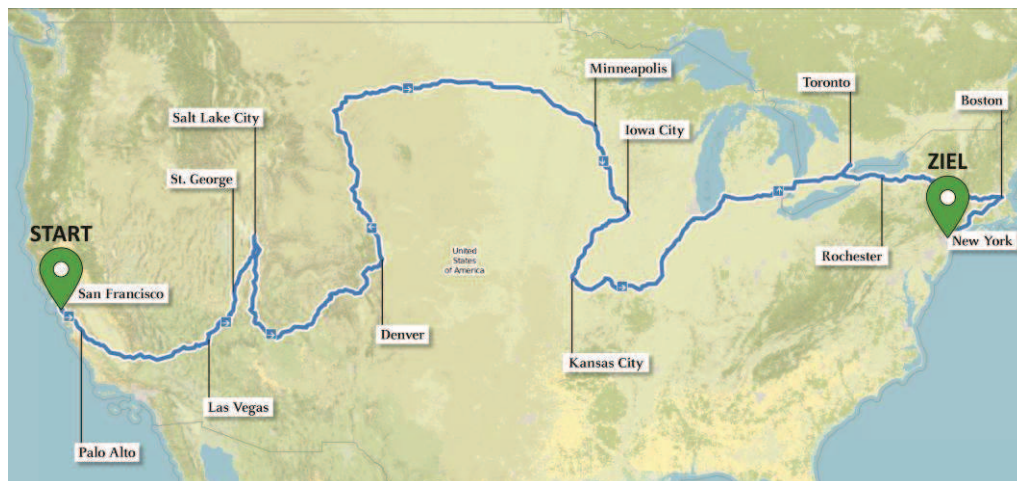 Minneapolis
Toronto
Boston
Salt Lake City
Iowa City
St. George
ZIEL
START
New York
Rochester
United
States
of America
San Francisco
Denver
Kansas City
Las Vegas
Palo Alto